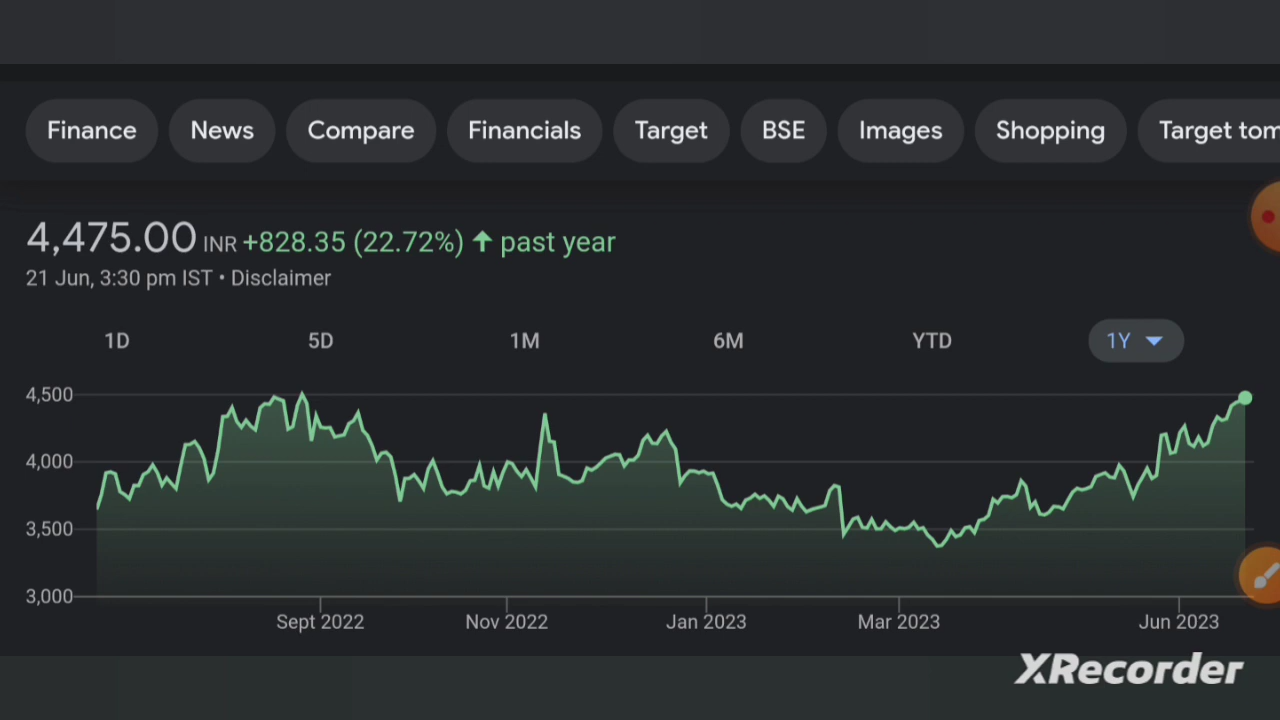 Finance News Compare Financials Target BSE Images Shopping Target tom
4,475.00 INR +828.35 (22.72%) ↑ past year
21 Jun, 3:30 pm IST • Disclaimer
1D 5D 1M 6M YTD 1Y
4,500
4,000
3,500
3,000
Sept 2022 Nov 2022 Jan 2023 Mar 2023 Jun 2023
XRecorder